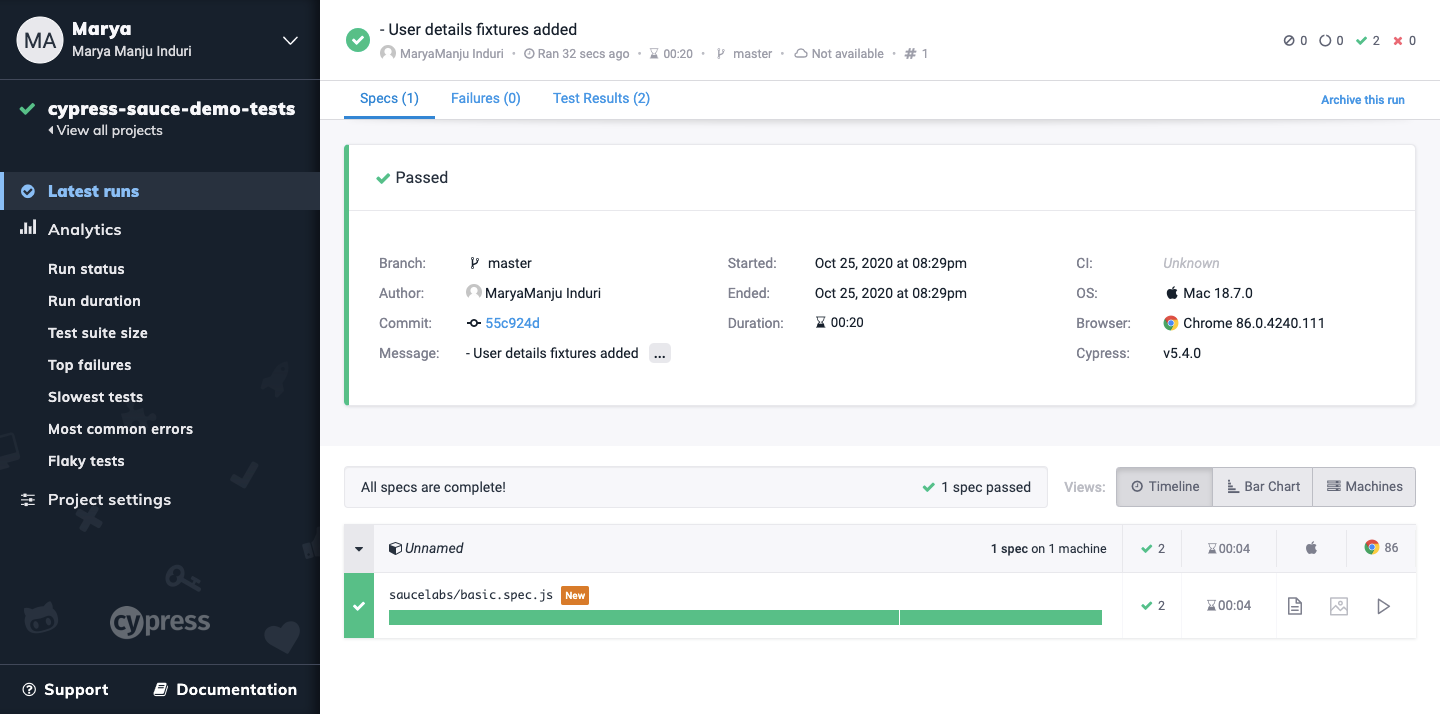 MA
Marya
Marya Manju Induri
cypress-sauce-demo-tests
View all projects
Latest runs
Analytics
Run status
Run duration
Test suite size
Top failures
Slowest tests
Most common errors
Flaky tests
Project settings
cypress
Support
Documentation
- User details fixtures added
MaryaManju Induri • Ran 32 secs ago • 00:20 • master • Not available • # 1
0 0 2 0
Specs (1) Failures (0) Test Results (2) Archive this run
Passed
Branch: master
Author: MaryaManju Induri
Commit: 55c924d
Message: - User details fixtures added ...
Started: Oct 25, 2020 at 08:29pm
Ended: Oct 25, 2020 at 08:29pm
Duration: 00:20
CI: Unknown
OS: Mac 18.7.0
Browser: Chrome 86.0.4240.111
Cypress: v5.4.0
All specs are complete! 1 spec passed
Views: Timeline Bar Chart Machines
Unnamed 1 spec on 1 machine 2 00:04 86
saucelabs/basic.spec.js New 2 00:04